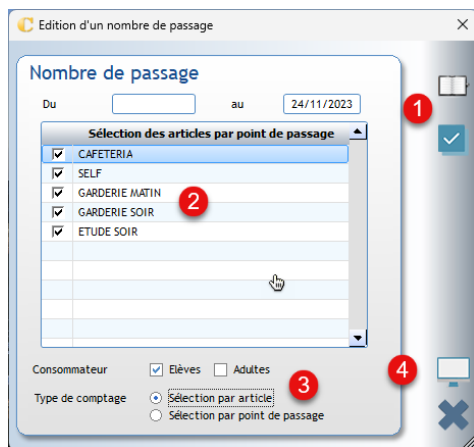 C Edition d'un nombre de passage
Nombre de passage
Du au 24/11/2023
1
Sélection des articles par point de passage
CAFETERIA
SELF
GARDERIE MATIN
2
GARDERIE SOIR
ETUDE SOIR
Consommateur Elèves Adultes
4
3
Type de comptage Sélection par article
Sélection par point de passage